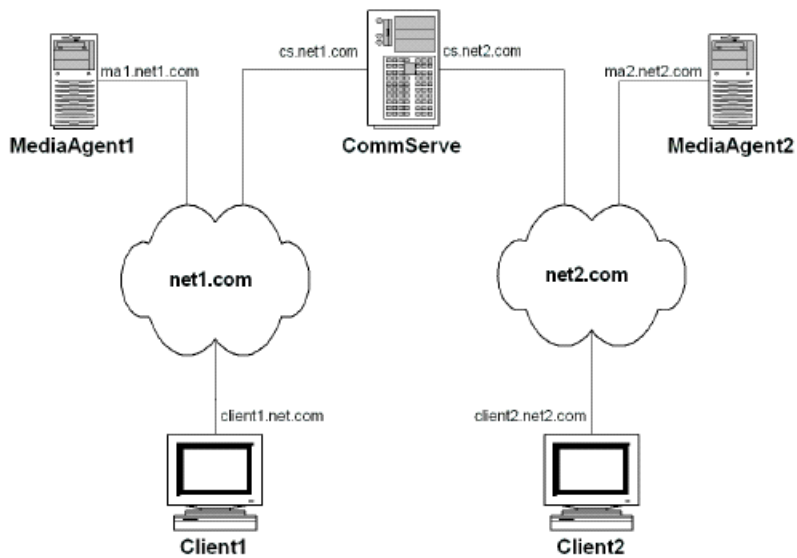 cs.net1.com
cs.net2.com
ma1.net1.com
ma2.net2.com
MediaAgent1
CommServe
MediaAgent2
net1.com
net2.com
client1.net.com
client2.net2.com
Client1
Client2